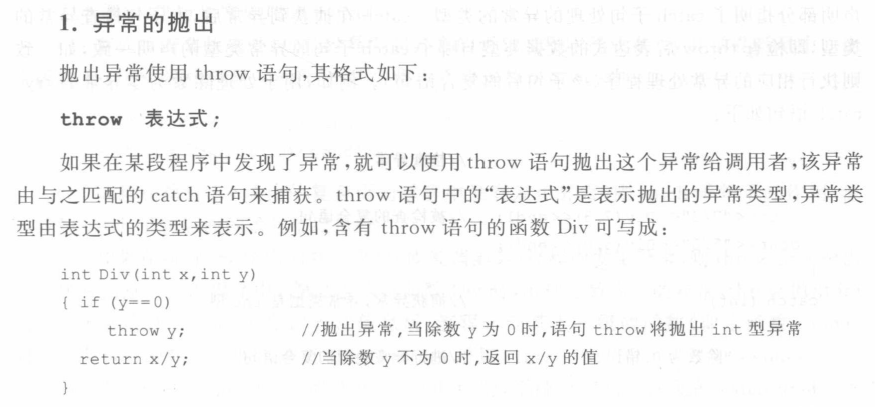 1. 异常的抛出
抛出异常使用 throw 语句,其格式如下:
throw 表达式;
如果在某段程序中发现了异常,就可以使用 throw 语句抛出这个异常给调用者,该异常
由与之匹配的 catch 语句来捕获。throw 语句中的“表达式”是表示抛出的异常类型,异常类
型由表达式的类型来表示。例如,含有 throw 语句的函数 Div 可写成:
int Div(int x,int y)
{ if (y==0)
throw y; //抛出异常,当除数 y 为 0 时,语句 throw 将抛出 int 型异常
return x/y; //当除数 y 不为 0 时,返回 x/y 的值
}